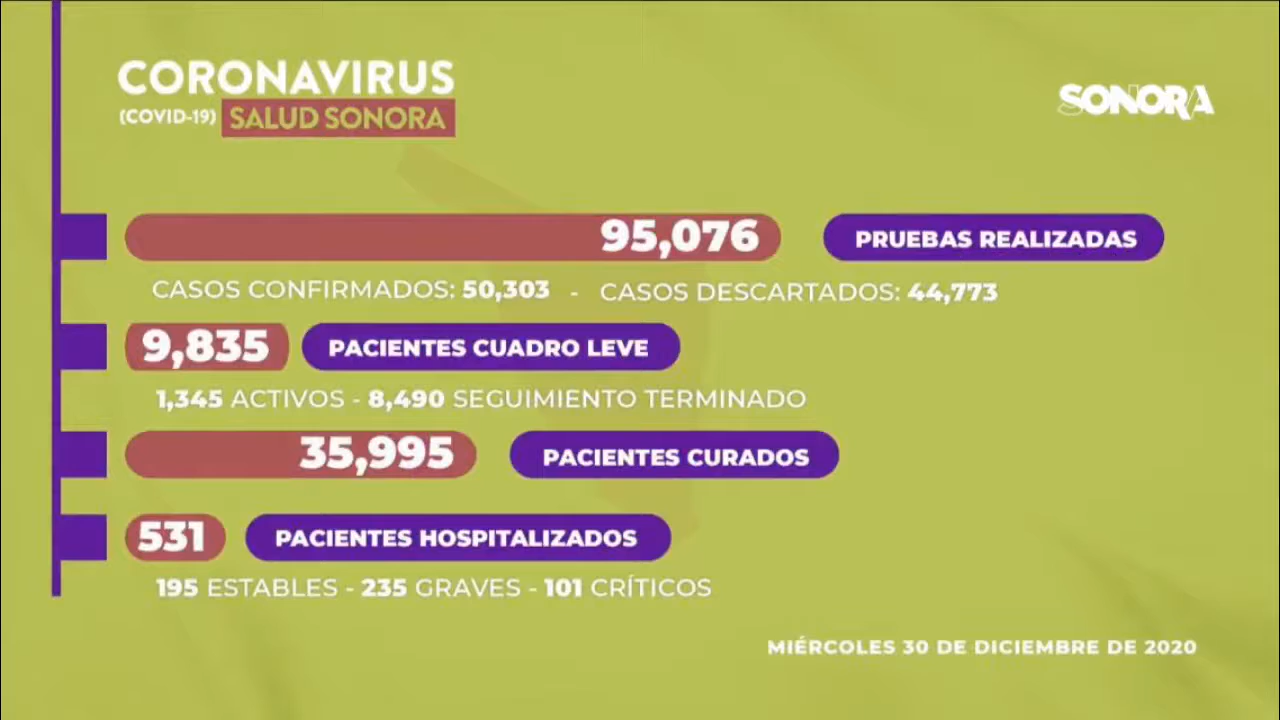 CORONAVIRUS
(COVID-19) SALUD SONORA
SONORA
95,076 PRUEBAS REALIZADAS
CASOS CONFIRMADOS: 50,303 - CASOS DESCARTADOS: 44,773
9,835 PACIENTES CUADRO LEVE
1,345 ACTIVOS - 8,490 SEGUIMIENTO TERMINADO
35,995 PACIENTES CURADOS
531 PACIENTES HOSPITALIZADOS
195 ESTABLES - 235 GRAVES - 101 CRÍTICOS
MIÉRCOLES 30 DE DICIEMBRE DE 2020